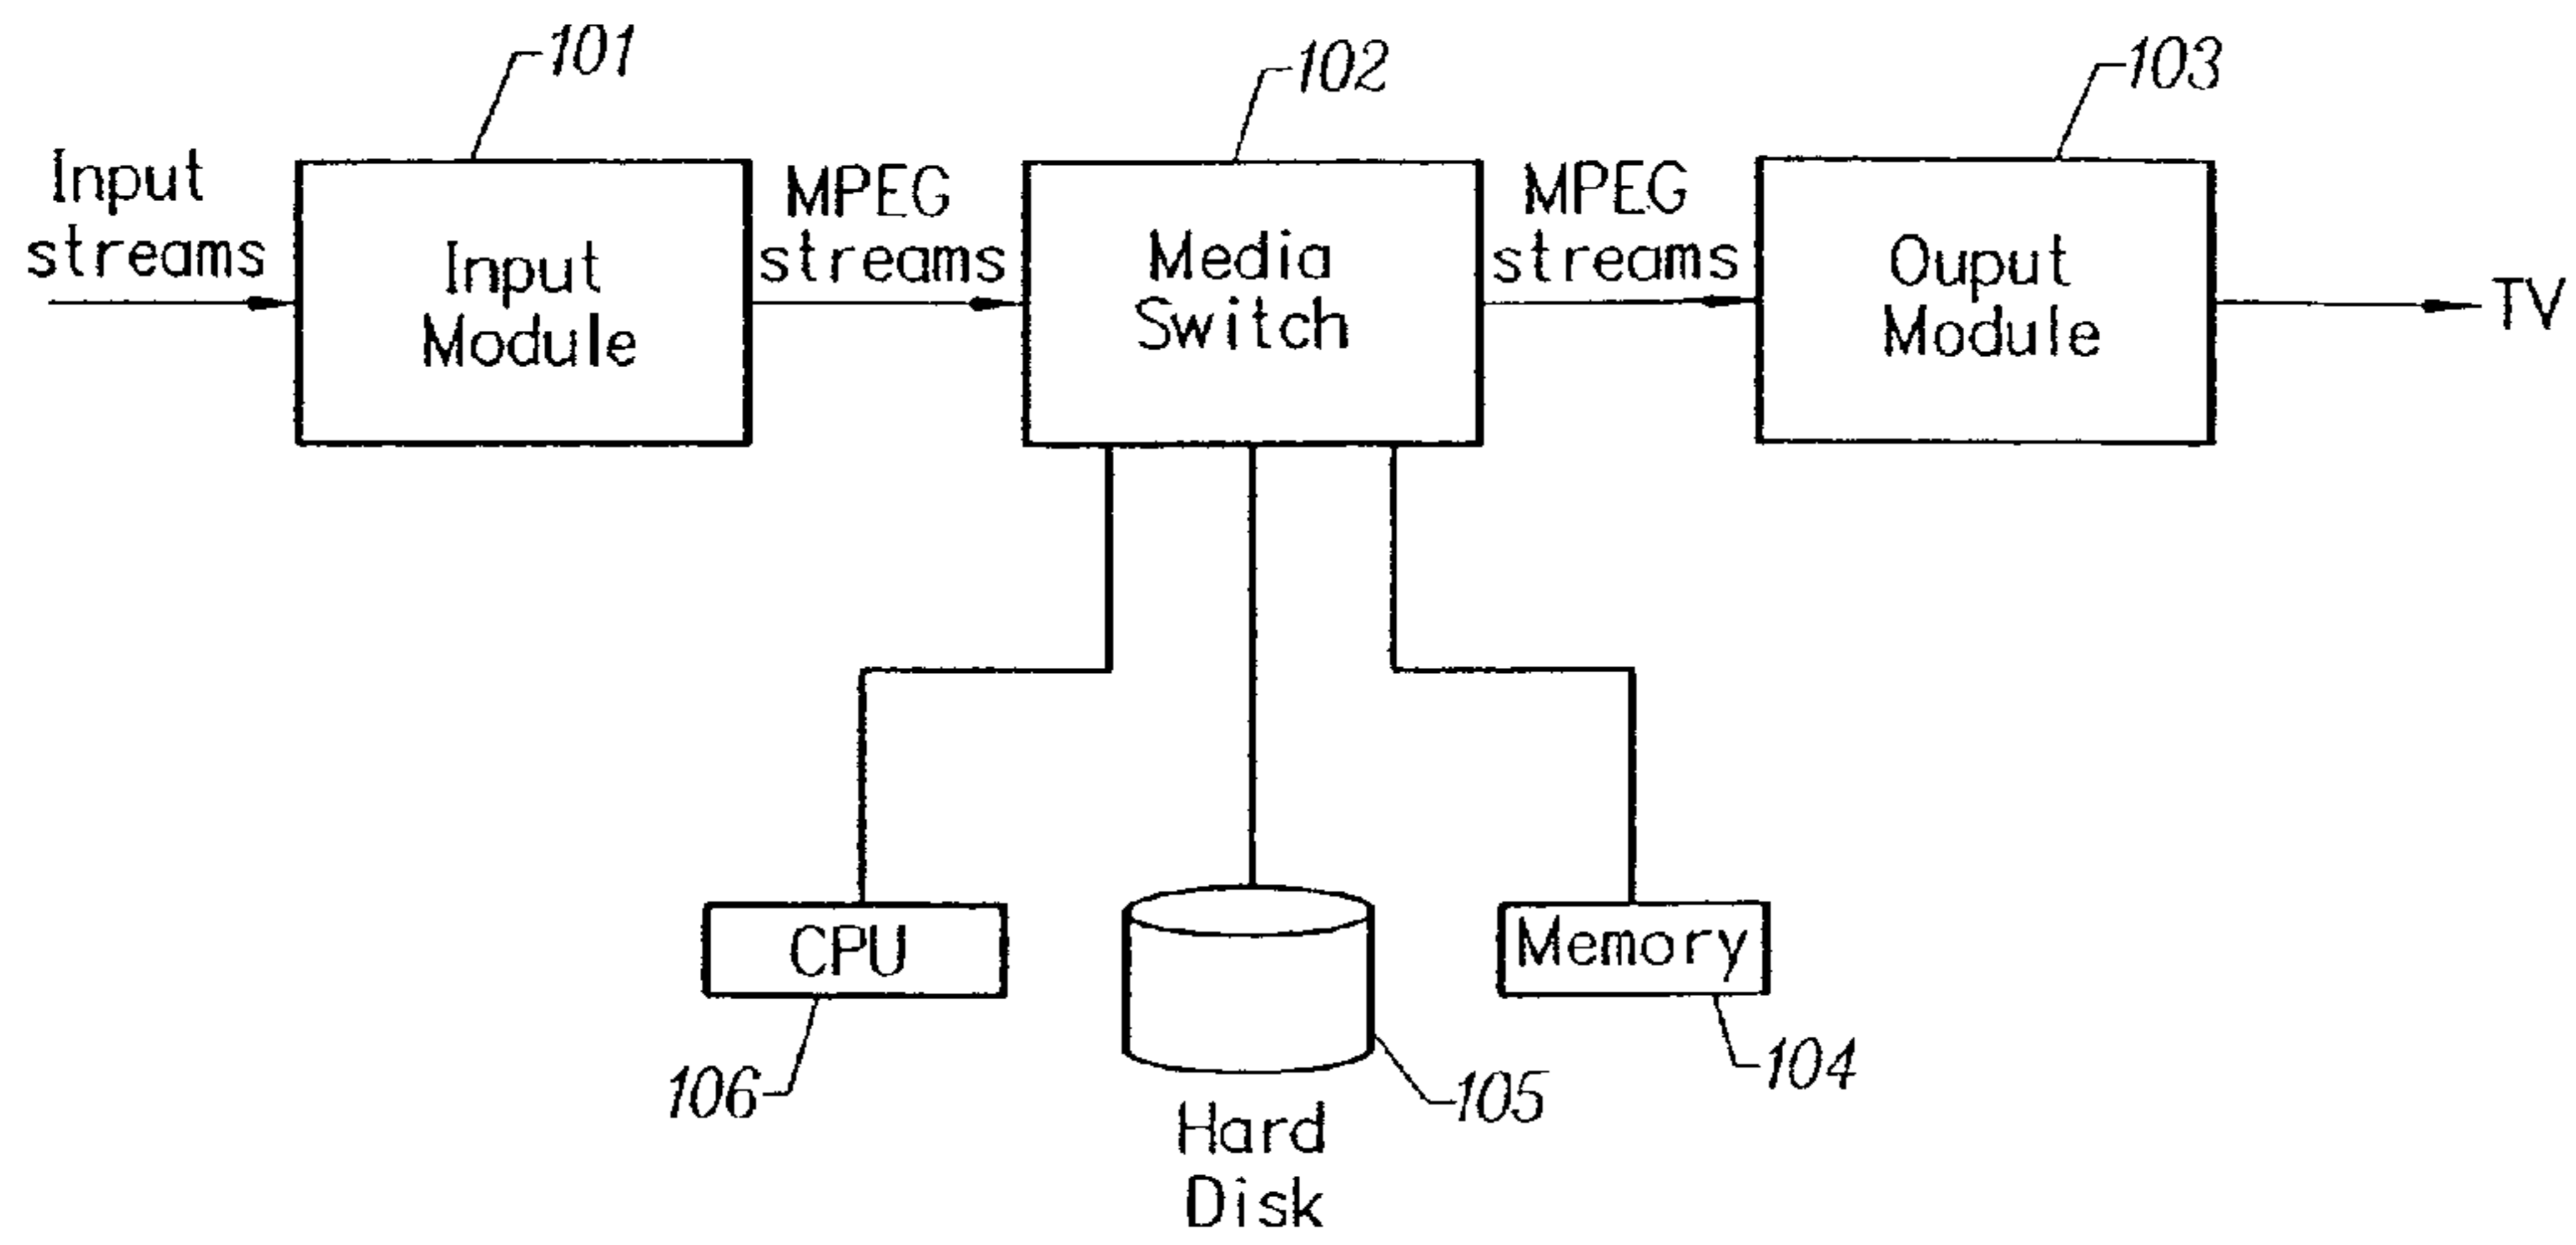 101
102
103
Input
streams
Input
Module
MPEG
streams
Media
Switch
MPEG
streams
Ouput
Module
TV
CPU
Memory
106
105
104
Hard
Disk